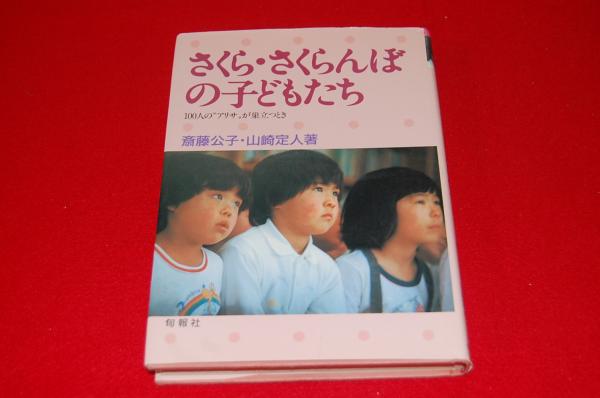 さくら・さくらんぼ
の子どもたち
100人の"アリサ"が巣立つとき
斎藤公子・山崎定人著
旬報社